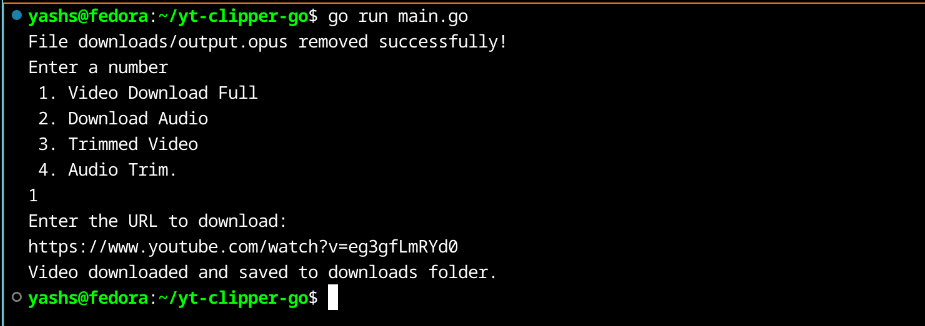 yashs@fedora:~/yt-clipper-go$ go run main.go
File downloads/output.opus removed successfully!
Enter a number
 1. Video Download Full
 2. Download Audio
 3. Trimmed Video
 4. Audio Trim.
1
Enter the URL to download:
https://www.youtube.com/watch?v=eg3gfLmRYd0
Video downloaded and saved to downloads folder.
yashs@fedora:~/yt-clipper-go$